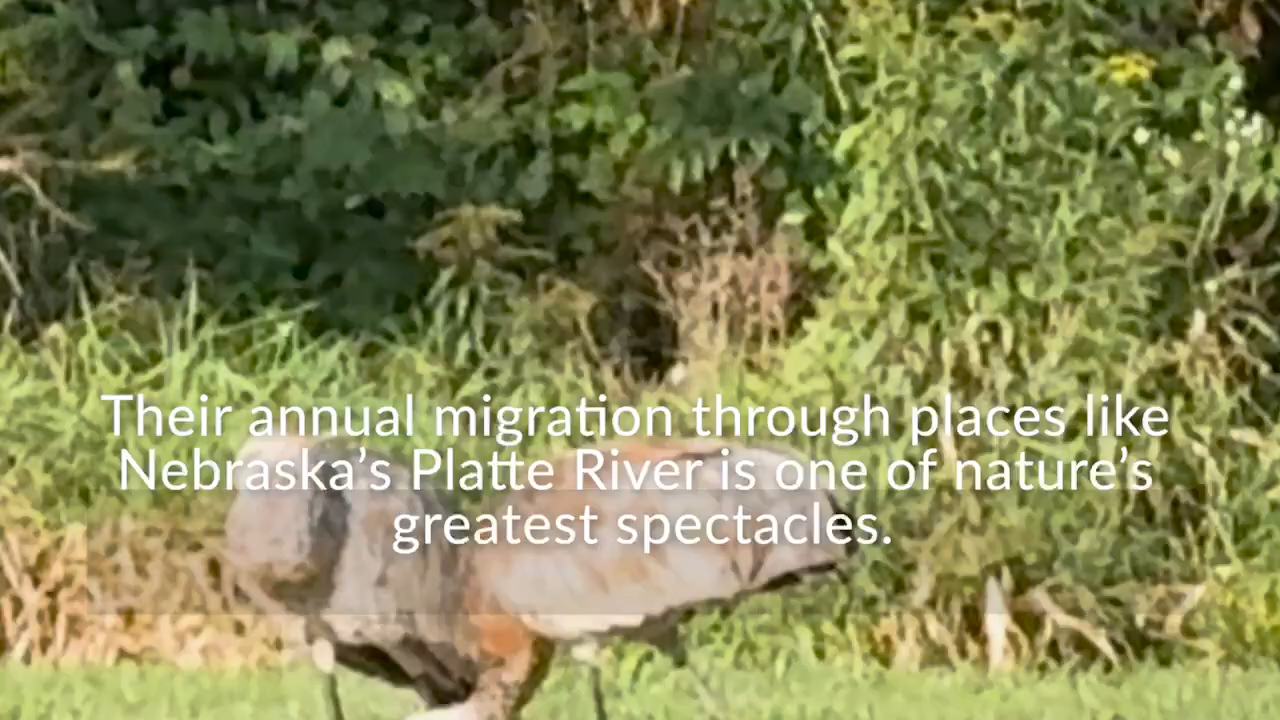 Their annual migration through places like
Nebraska’s Platte River is one of nature’s
greatest spectacles.